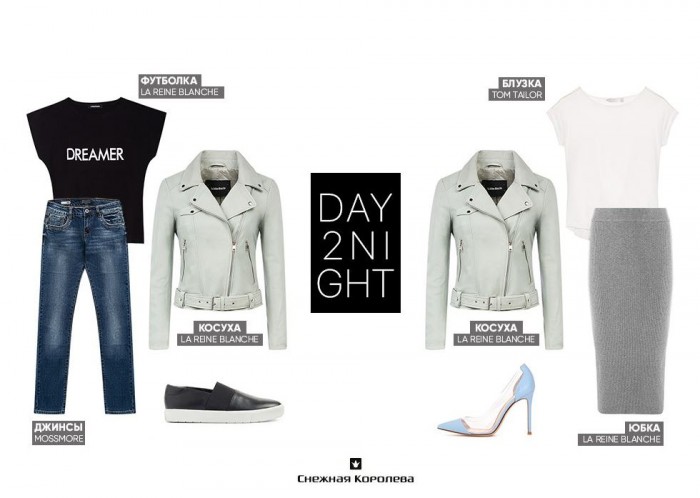 ФУТБОЛКА
LA REINE BLANCHE
DREAMER
КОСУХА
LA REINE BLANCHE
ДЖИНСЫ
MOSSMORE
DAY
2NI
GHT
БЛУЗКА
TOM TAILOR
КОСУХА
LA REINE BLANCHE
ЮБКА
LA REINE BLANCHE
СНЕЖНАЯ КОРОЛЕВА